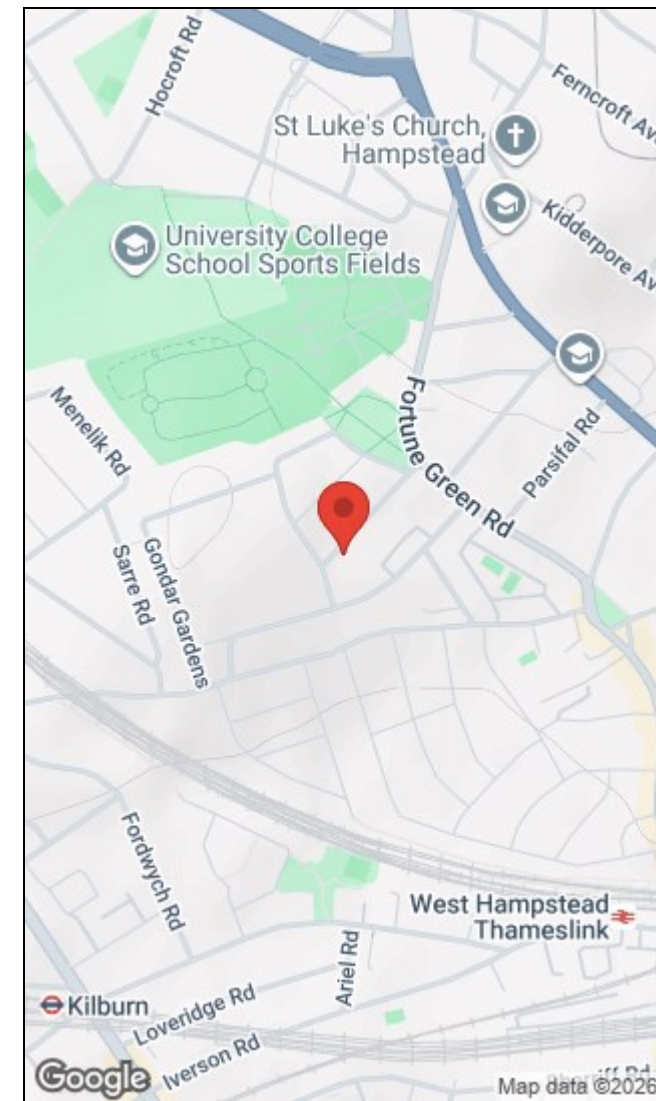 Hocroft Rd
Ferncroft Av
St Luke's Church,
Hampstead
Kidderpore Av
University College
School Sports Fields
Menelik Rd
Fortune Green Rd
Parsifal Rd
Sarre Rd
Gondar Gardens
Fordwych Rd
West Hampstead
Thameslink
Ariel Rd
Kilburn
Loveridge Rd
Iverson Rd
Google
Map data ©2026